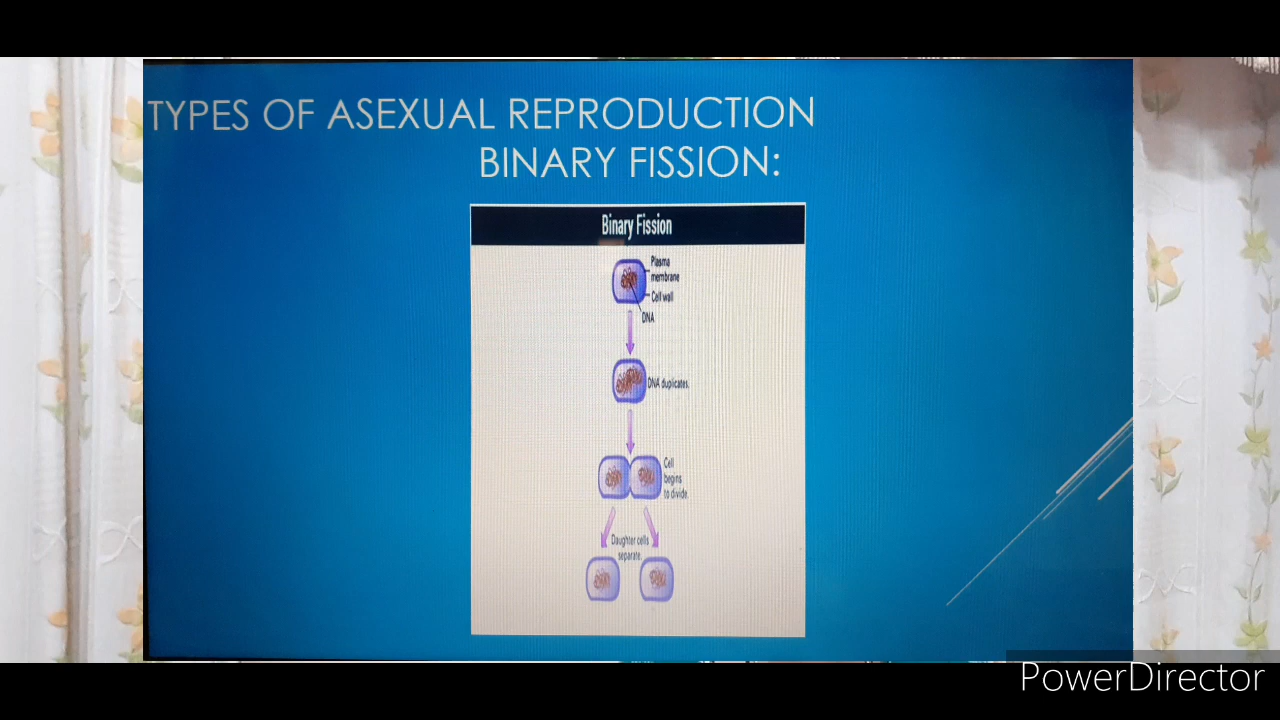 TYPES OF ASEXUAL REPRODUCTION
BINARY FISSION:
Binary Fission
Plasma
membrane
Cell wall
DNA
DNA duplicates.
Cell
begins
to divide.
Daughter cells
separate.
PowerDirector